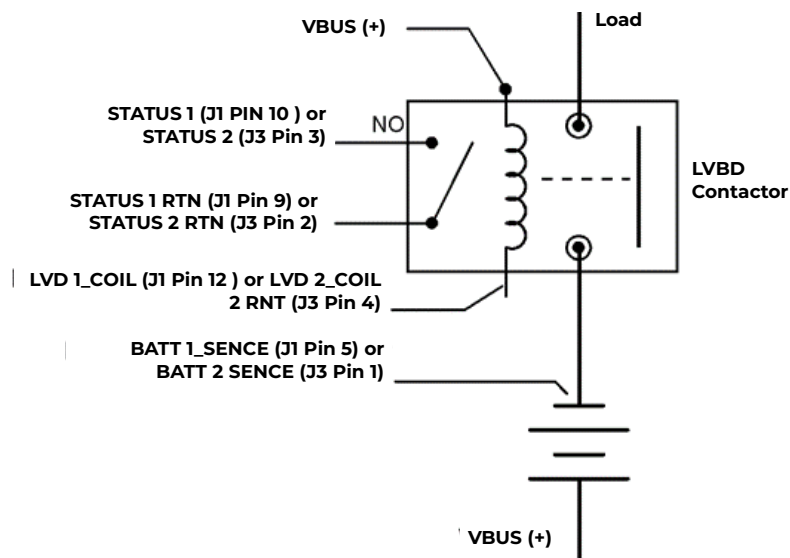 VBUS (+)
Load
STATUS 1 (J1 PIN 10 ) or
STATUS 2 (J3 Pin 3)
NO
STATUS 1 RTN (J1 Pin 9) or
STATUS 2 RTN (J3 Pin 2)
LVBD
Contactor
LVD 1_COIL (J1 Pin 12 ) or LVD 2_COIL
2 RNT (J3 Pin 4)
BATT 1_SENCE (J1 Pin 5) or
BATT 2 SENCE (J3 Pin 1)
VBUS (+)